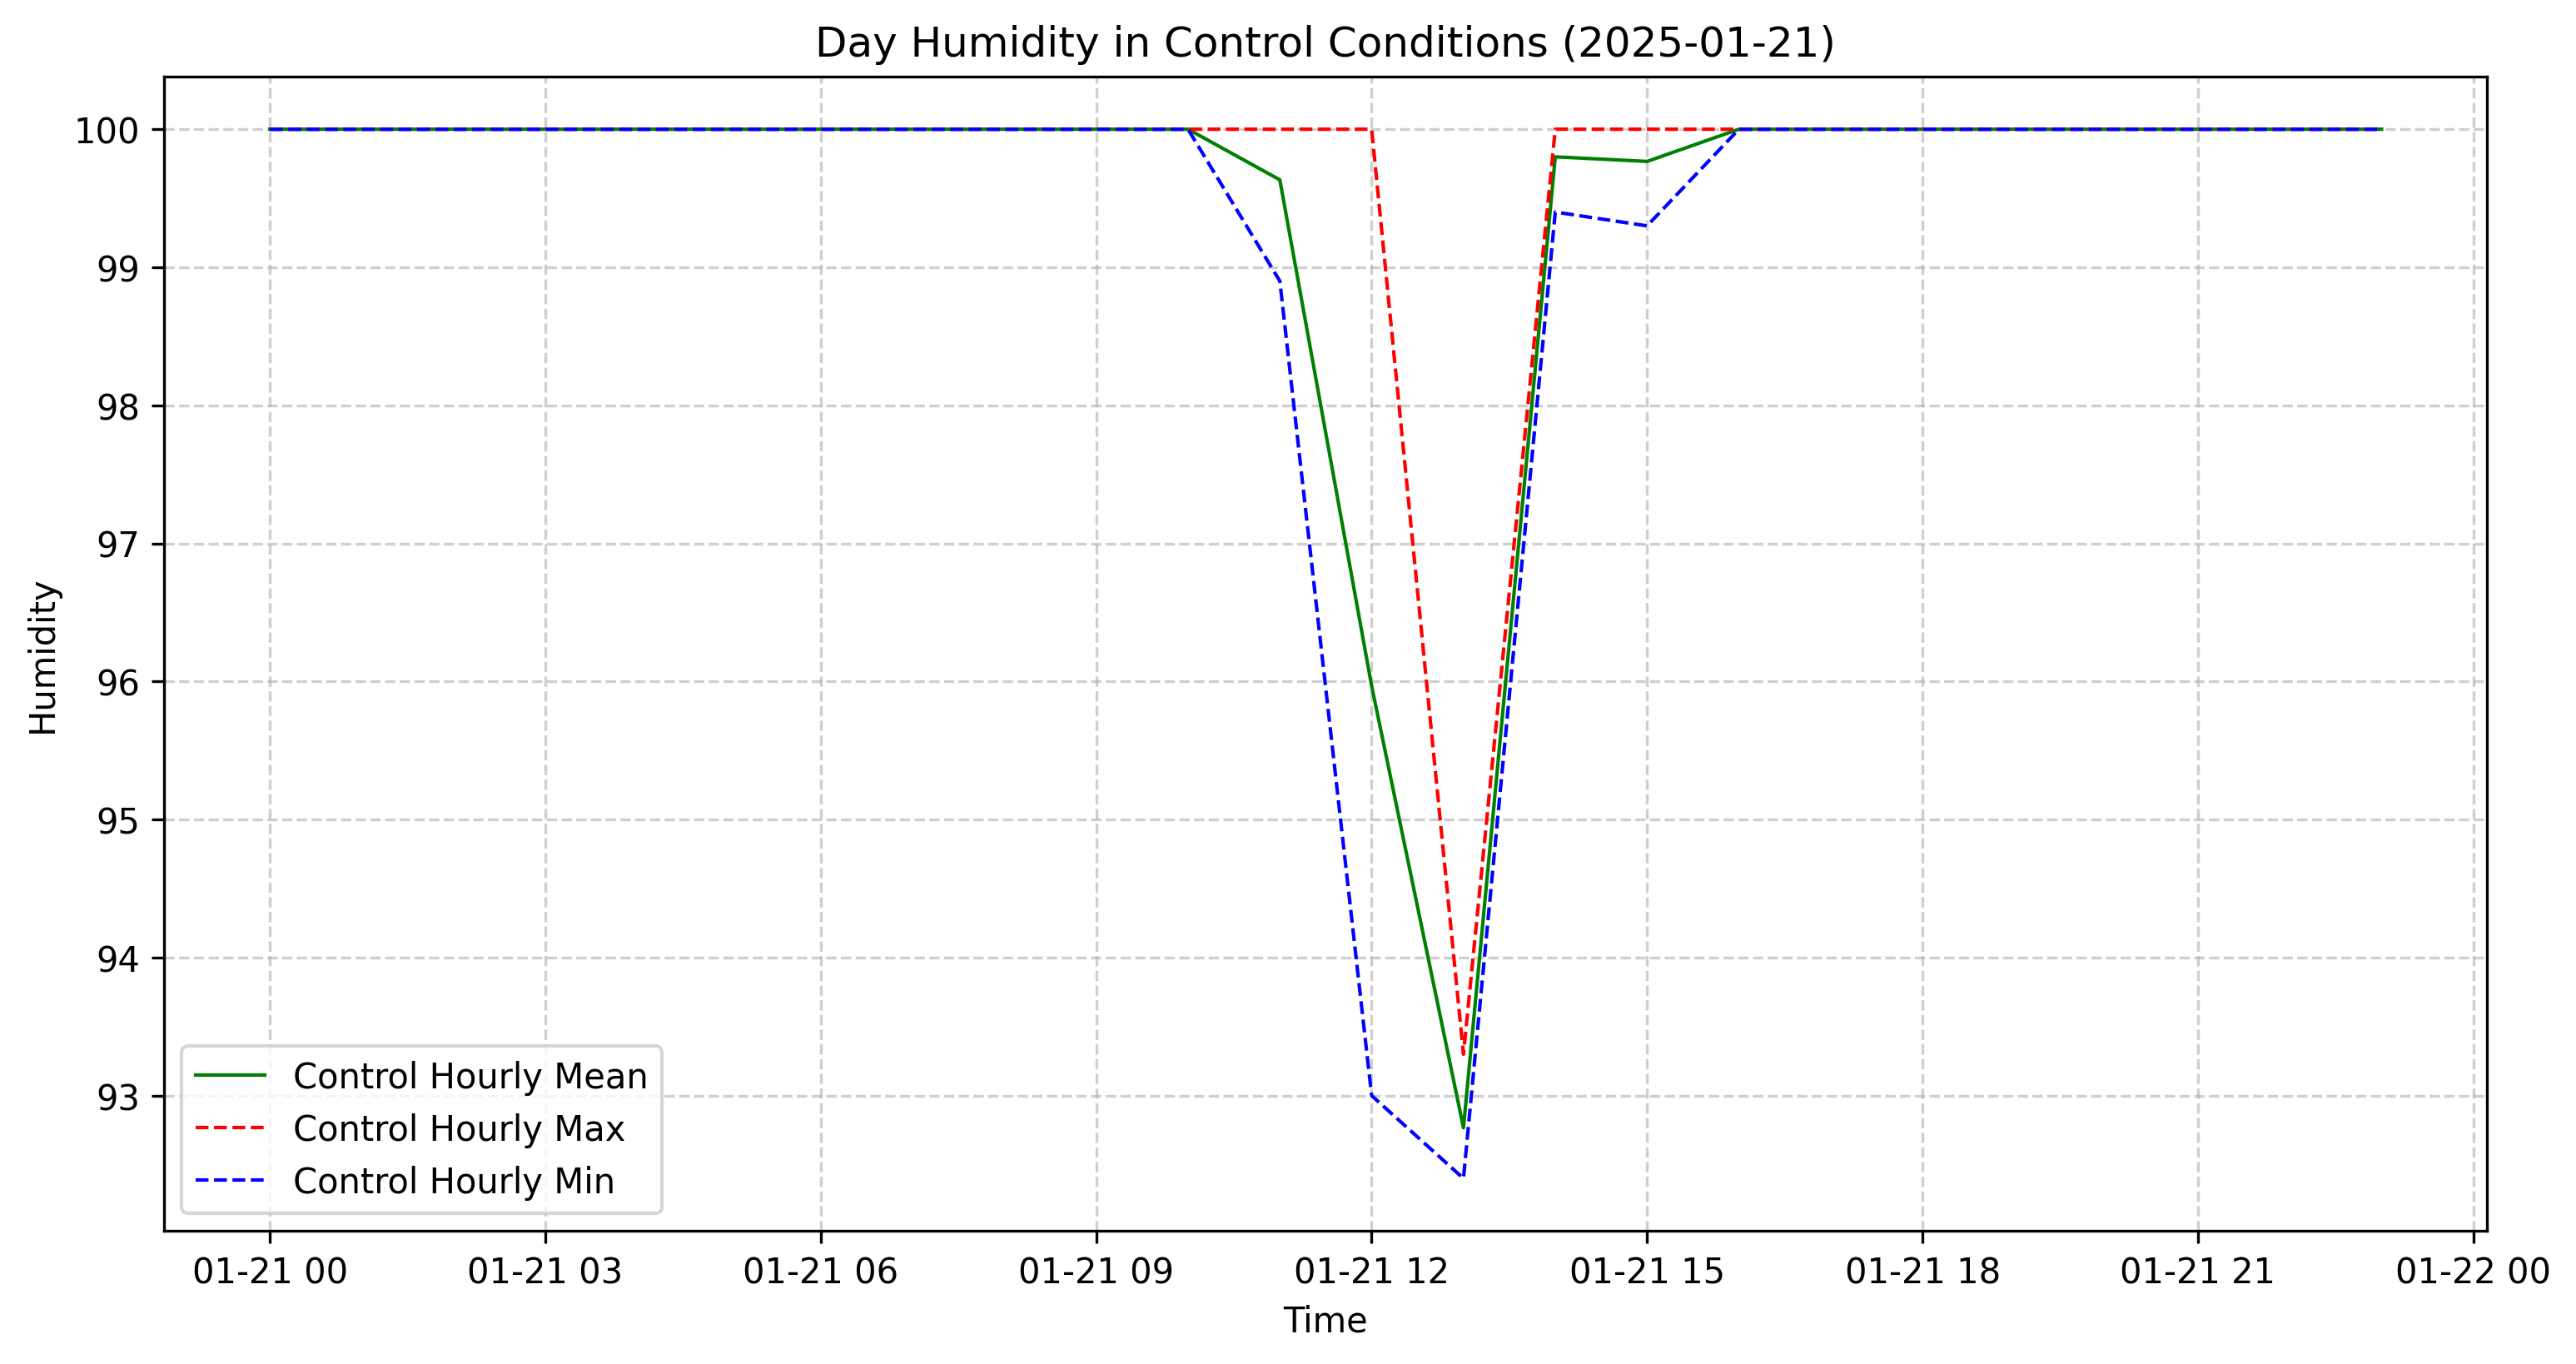 Day Humidity in Control Conditions (2025-01-21)
100
99
98
97
96
95
94
93
Humidity
Control Hourly Mean
Control Hourly Max
Control Hourly Min
01-21 00 01-21 03 01-21 06 01-21 09 01-21 12 01-21 15 01-21 18 01-21 21 01-22 00
Time